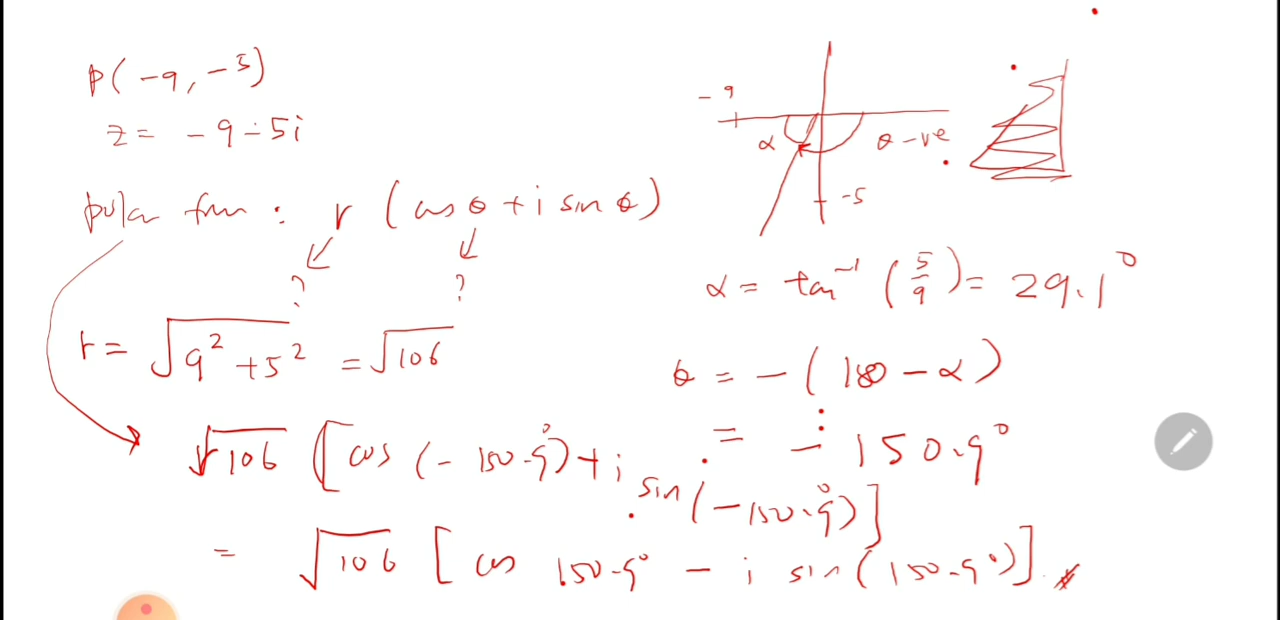 P(-9, -5)
z = -9-5i
polar form : r (cos θ + i sin θ)
? ?
r = √(9² + 5²) = √106
√106 [cos (-150.9°) + i sin(-150.9°)]
= √106 [cos 150.9° - i sin(150.9°)]
-9
α θ -ve
-5
α = tan⁻¹ (5/9) = 29.1°
θ = -(180 - α)
= -150.9°